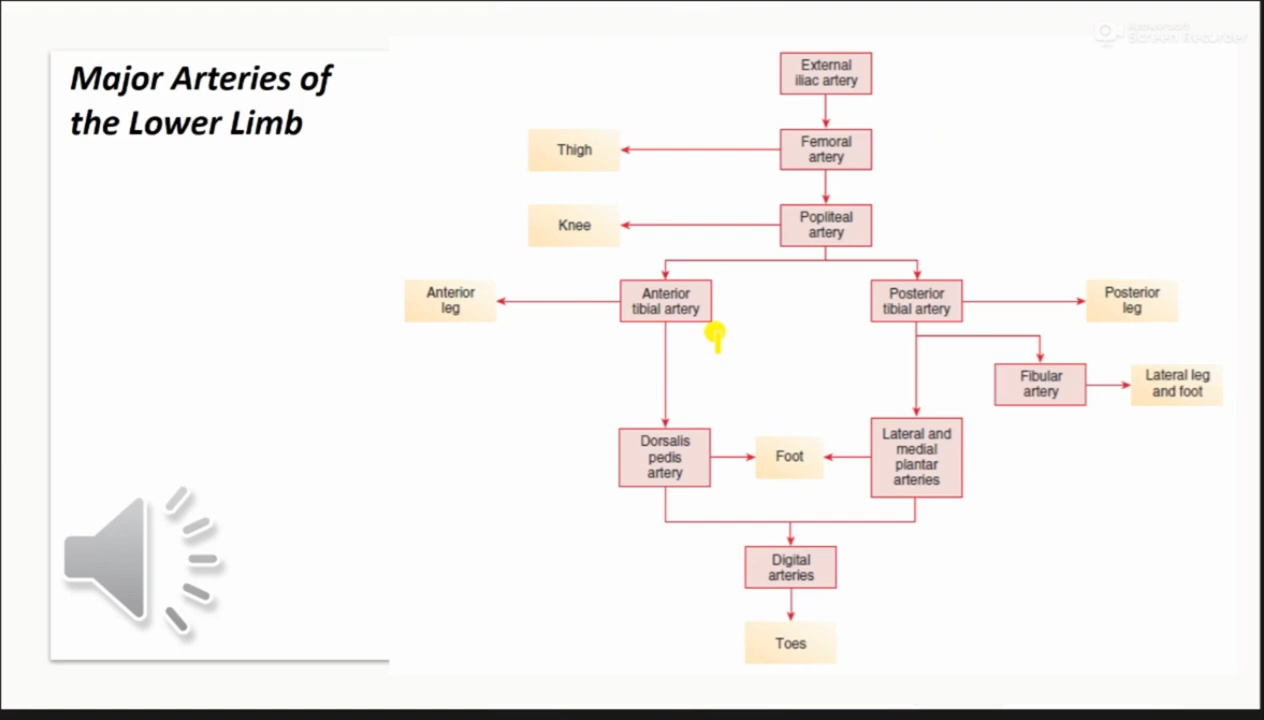 Screen Recorder
Major Arteries of
the Lower Limb
External
iliac artery
Thigh
Femoral
artery
Knee
Popliteal
artery
Anterior
leg
Anterior
tibial artery
Posterior
tibial artery
Posterior
leg
Fibular
artery
Lateral leg
and foot
Dorsalis
pedis
artery
Foot
Lateral and
medial
plantar
arteries
Digital
arteries
Toes